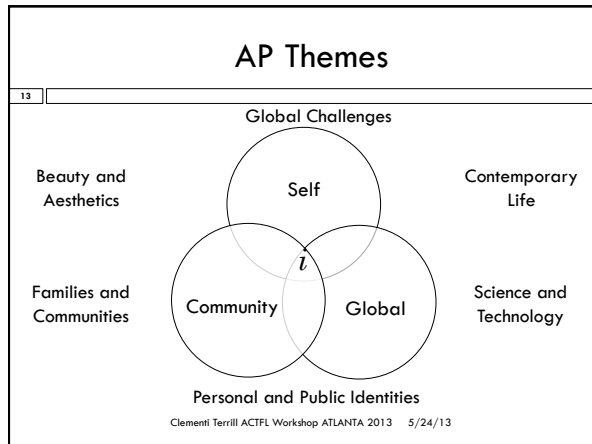 AP Themes
13
Global Challenges
Beauty and
Aesthetics
Self
Contemporary
Life
i
Families and
Communities
Community
Global
Science and
Technology
Personal and Public Identities
Clementi Terrill ACTFL Workshop ATLANTA 2013 5/24/13